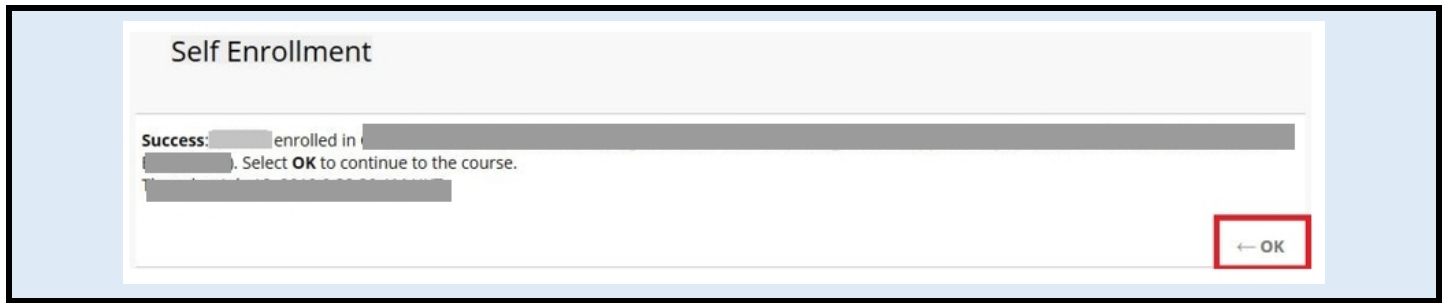 Self Enrollment
Success: enrolled in
). Select OK to continue to the course.
← OK